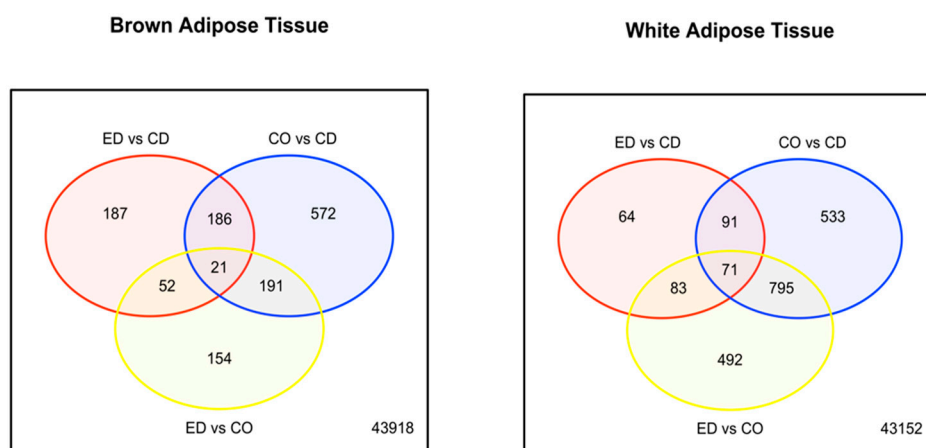 Brown Adipose Tissue
ED vs CD
CO vs CD
187
186
572
21
52
191
154
ED vs CO
43918
White Adipose Tissue
ED vs CD
CO vs CD
64
91
533
71
83
795
492
ED vs CO
43152